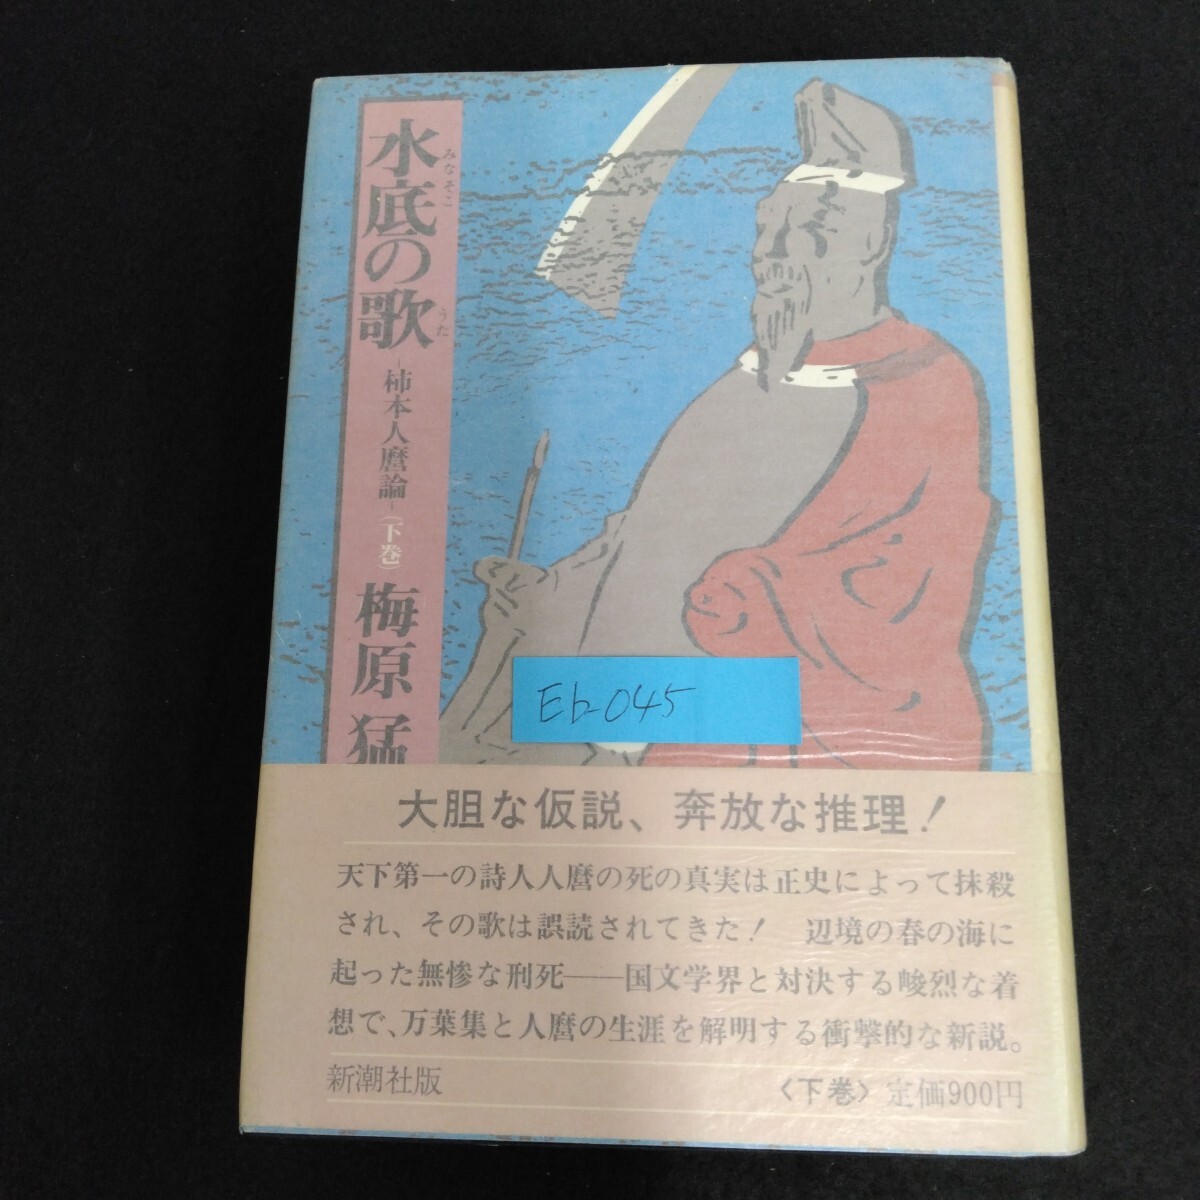 水底の歌
みなそこ
うた
-柿本人麿論-
(下巻)
梅原 猛
Eb-045
大胆な仮説、奔放な推理!
天下第一の詩人人麿の死の真実は正史によって抹殺
され、その歌は誤読されてきた! 辺境の春の海に
起った無惨な刑死――国文学界と対決する峻烈な着
想で、万葉集と人麿の生涯を解明する衝撃的な新説。
新潮社版
〈下巻〉定価900円